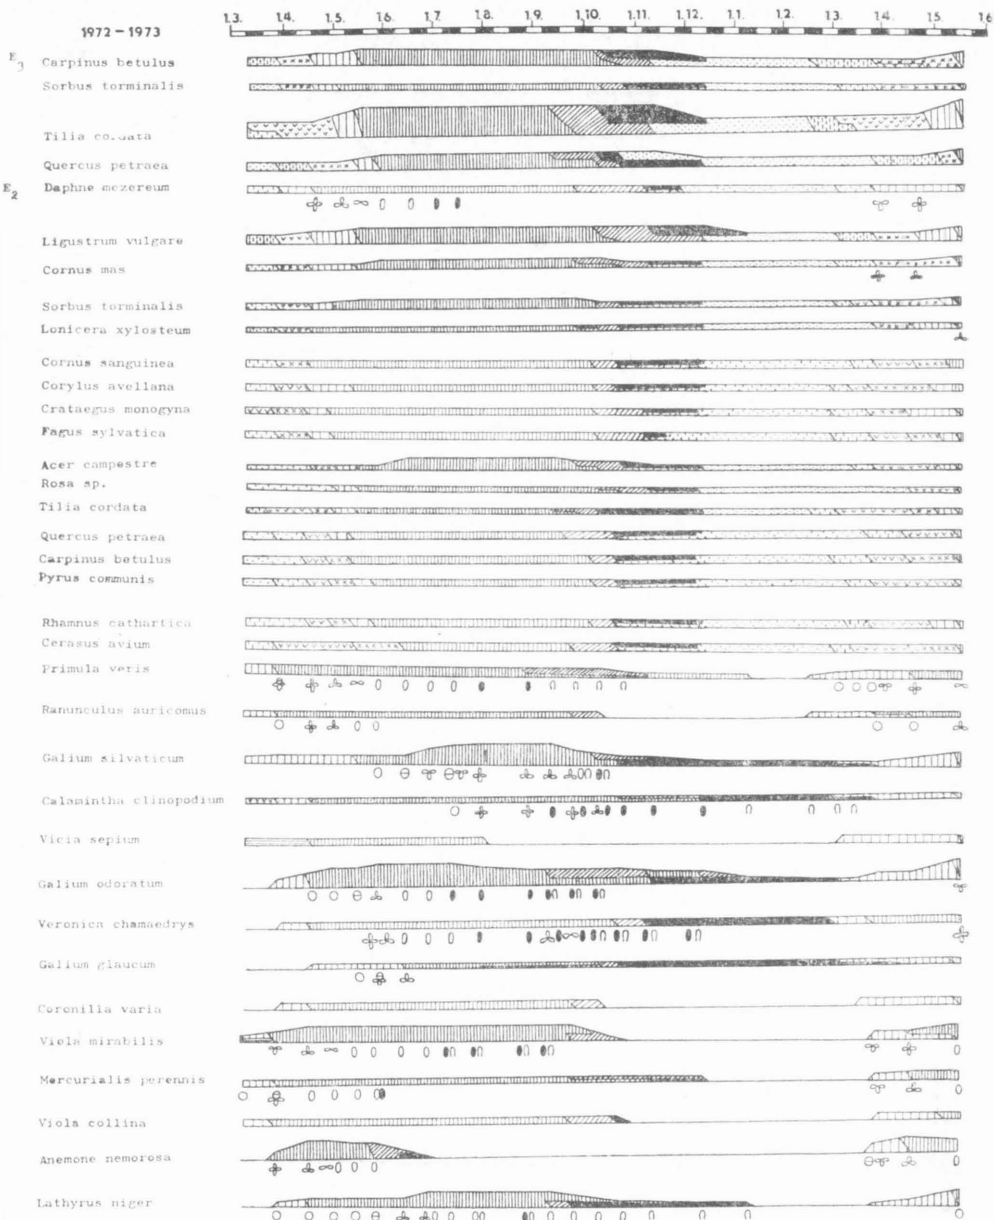 1.3. 1.4. 1.5. 1.6. 1.7. 1.8. 1.9. 1.10. 1.11. 1.12. 1.1. 1.2. 1.3. 1.4. 1.5. 1.6
1972 – 1973
E3 Carpinus betulus
Sorbus torminalis
Tilia cordata
Quercus petraea
E2 Daphne mezereum
Ligustrum vulgare
Cornus mas
Sorbus torminalis
Lonicera xylosteum
Cornus sanguinea
Corylus avellana
Crataegus monogyna
Fagus sylvatica
Acer campestre
Rosa sp.
Tilia cordata
Quercus petraea
Carpinus betulus
Pyrus communis
Rhamnus cathartica
Cerasus avium
Primula veris
Ranunculus auricomus
Galium silvaticum
Calamintha clinopodium
Vicia sepium
Galium odoratum
Veronica chamaedrys
Galium glaucum
Coronilla varia
Viola mirabilis
Mercurialis perennis
Viola collina
Anemone nemorosa
Lathyrus niger